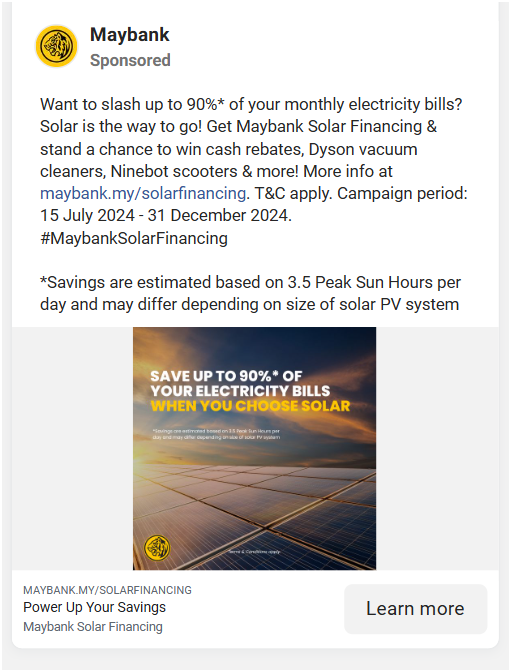 Maybank
Sponsored
Want to slash up to 90%* of your monthly electricity bills?
Solar is the way to go! Get Maybank Solar Financing &
stand a chance to win cash rebates, Dyson vacuum
cleaners, Ninebot scooters & more! More info at
maybank.my/solarfinancing. T&C apply. Campaign period:
15 July 2024 - 31 December 2024.
#MaybankSolarFinancing
*Savings are estimated based on 3.5 Peak Sun Hours per
day and may differ depending on size of solar PV system
SAVE UP TO 90%* OF
YOUR ELECTRICITY BILLS
WHEN YOU CHOOSE SOLAR
*Savings are estimated based on 3.5 Peak Sun Hours per
day and may differ depending on size of solar PV system
Terms & Conditions apply.
MAYBANK.MY/SOLARFINANCING
Power Up Your Savings
Maybank Solar Financing
Learn more